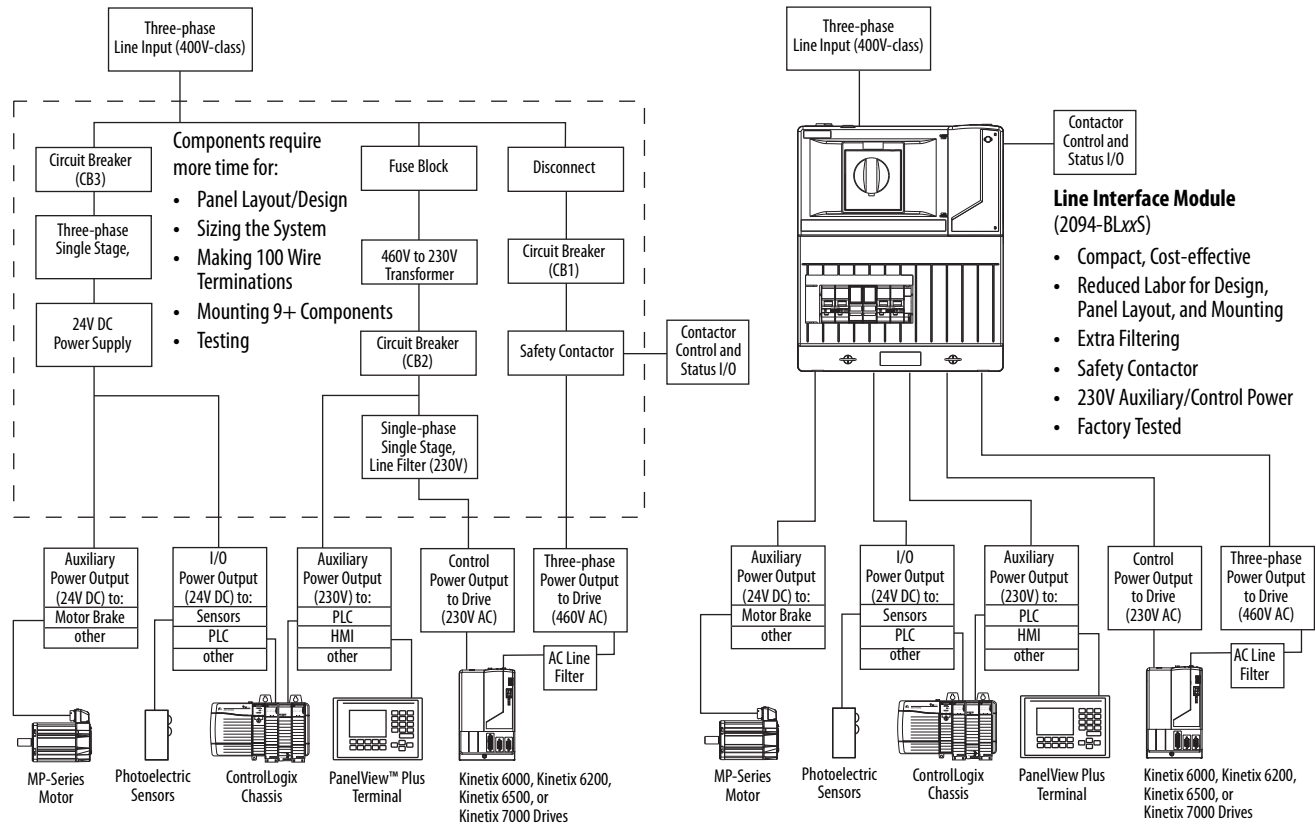 Three-phase
Line Input (400V-class)
Circuit Breaker
(CB3)
Three-phase
Single Stage,
24V DC
Power Supply
Components require
more time for:
• Panel Layout/Design
• Sizing the System
• Making 100 Wire
Terminations
• Mounting 9+ Components
• Testing
Fuse Block
460V to 230V
Transformer
Circuit Breaker
(CB2)
Single-phase
Single Stage,
Line Filter (230V)
Disconnect
Circuit Breaker
(CB1)
Safety Contactor
Contactor
Control and
Status I/O
Auxiliary
Power Output
(24V DC) to:
Motor Brake
other
I/O
Power Output
(24V DC) to:
Sensors
PLC
other
Auxiliary
Power Output
(230V) to:
PLC
HMI
other
Control
Power Output
to Drive
(230V AC)
Three-phase
Power Output
to Drive
(460V AC)
AC Line
Filter
MP-Series
Motor
Photoelectric
Sensors
ControlLogix
Chassis
PanelView™ Plus
Terminal
Kinetix 6000, Kinetix 6200,
Kinetix 6500, or
Kinetix 7000 Drives
Three-phase
Line Input (400V-class)
Contactor
Control and
Status I/O
Line Interface Module
(2094-BLxxS)
• Compact, Cost-effective
• Reduced Labor for Design,
Panel Layout, and Mounting
• Extra Filtering
• Safety Contactor
• 230V Auxiliary/Control Power
• Factory Tested
Auxiliary
Power Output
(24V DC) to:
Motor Brake
other
I/O
Power Output
(24V DC) to:
Sensors
PLC
other
Auxiliary
Power Output
(230V) to:
PLC
HMI
other
Control
Power Output
to Drive
(230V AC)
Three-phase
Power Output
to Drive
(460V AC)
AC Line
Filter
MP-Series
Motor
Photoelectric
Sensors
ControlLogix
Chassis
PanelView Plus
Terminal
Kinetix 6000, Kinetix 6200,
Kinetix 6500, or
Kinetix 7000 Drives